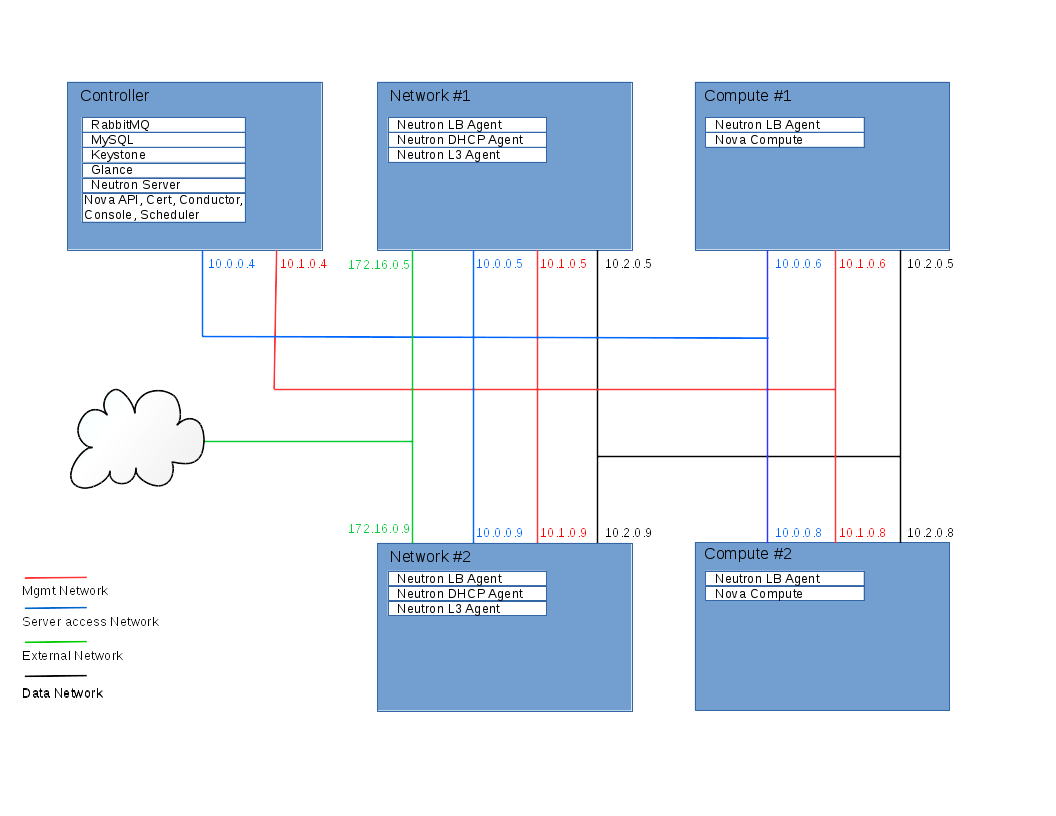 Controller
RabbitMQ
MySQL
Keystone
Glance
Neutron Server
Nova API, Cert, Conductor,
Console, Scheduler
Network #1
Neutron LB Agent
Neutron DHCP Agent
Neutron L3 Agent
Compute #1
Neutron LB Agent
Nova Compute
10.0.0.4
10.1.0.4
172.16.0.5
10.0.0.5
10.1.0.5
10.2.0.5
10.0.0.6
10.1.0.6
10.2.0.5
172.16.0.9
10.0.0.9
10.1.0.9
10.2.0.9
10.0.0.8
10.1.0.8
10.2.0.8
Network #2
Neutron LB Agent
Neutron DHCP Agent
Neutron L3 Agent
Compute #2
Neutron LB Agent
Nova Compute
Mgmt Network
Server access Network
External Network
Data Network